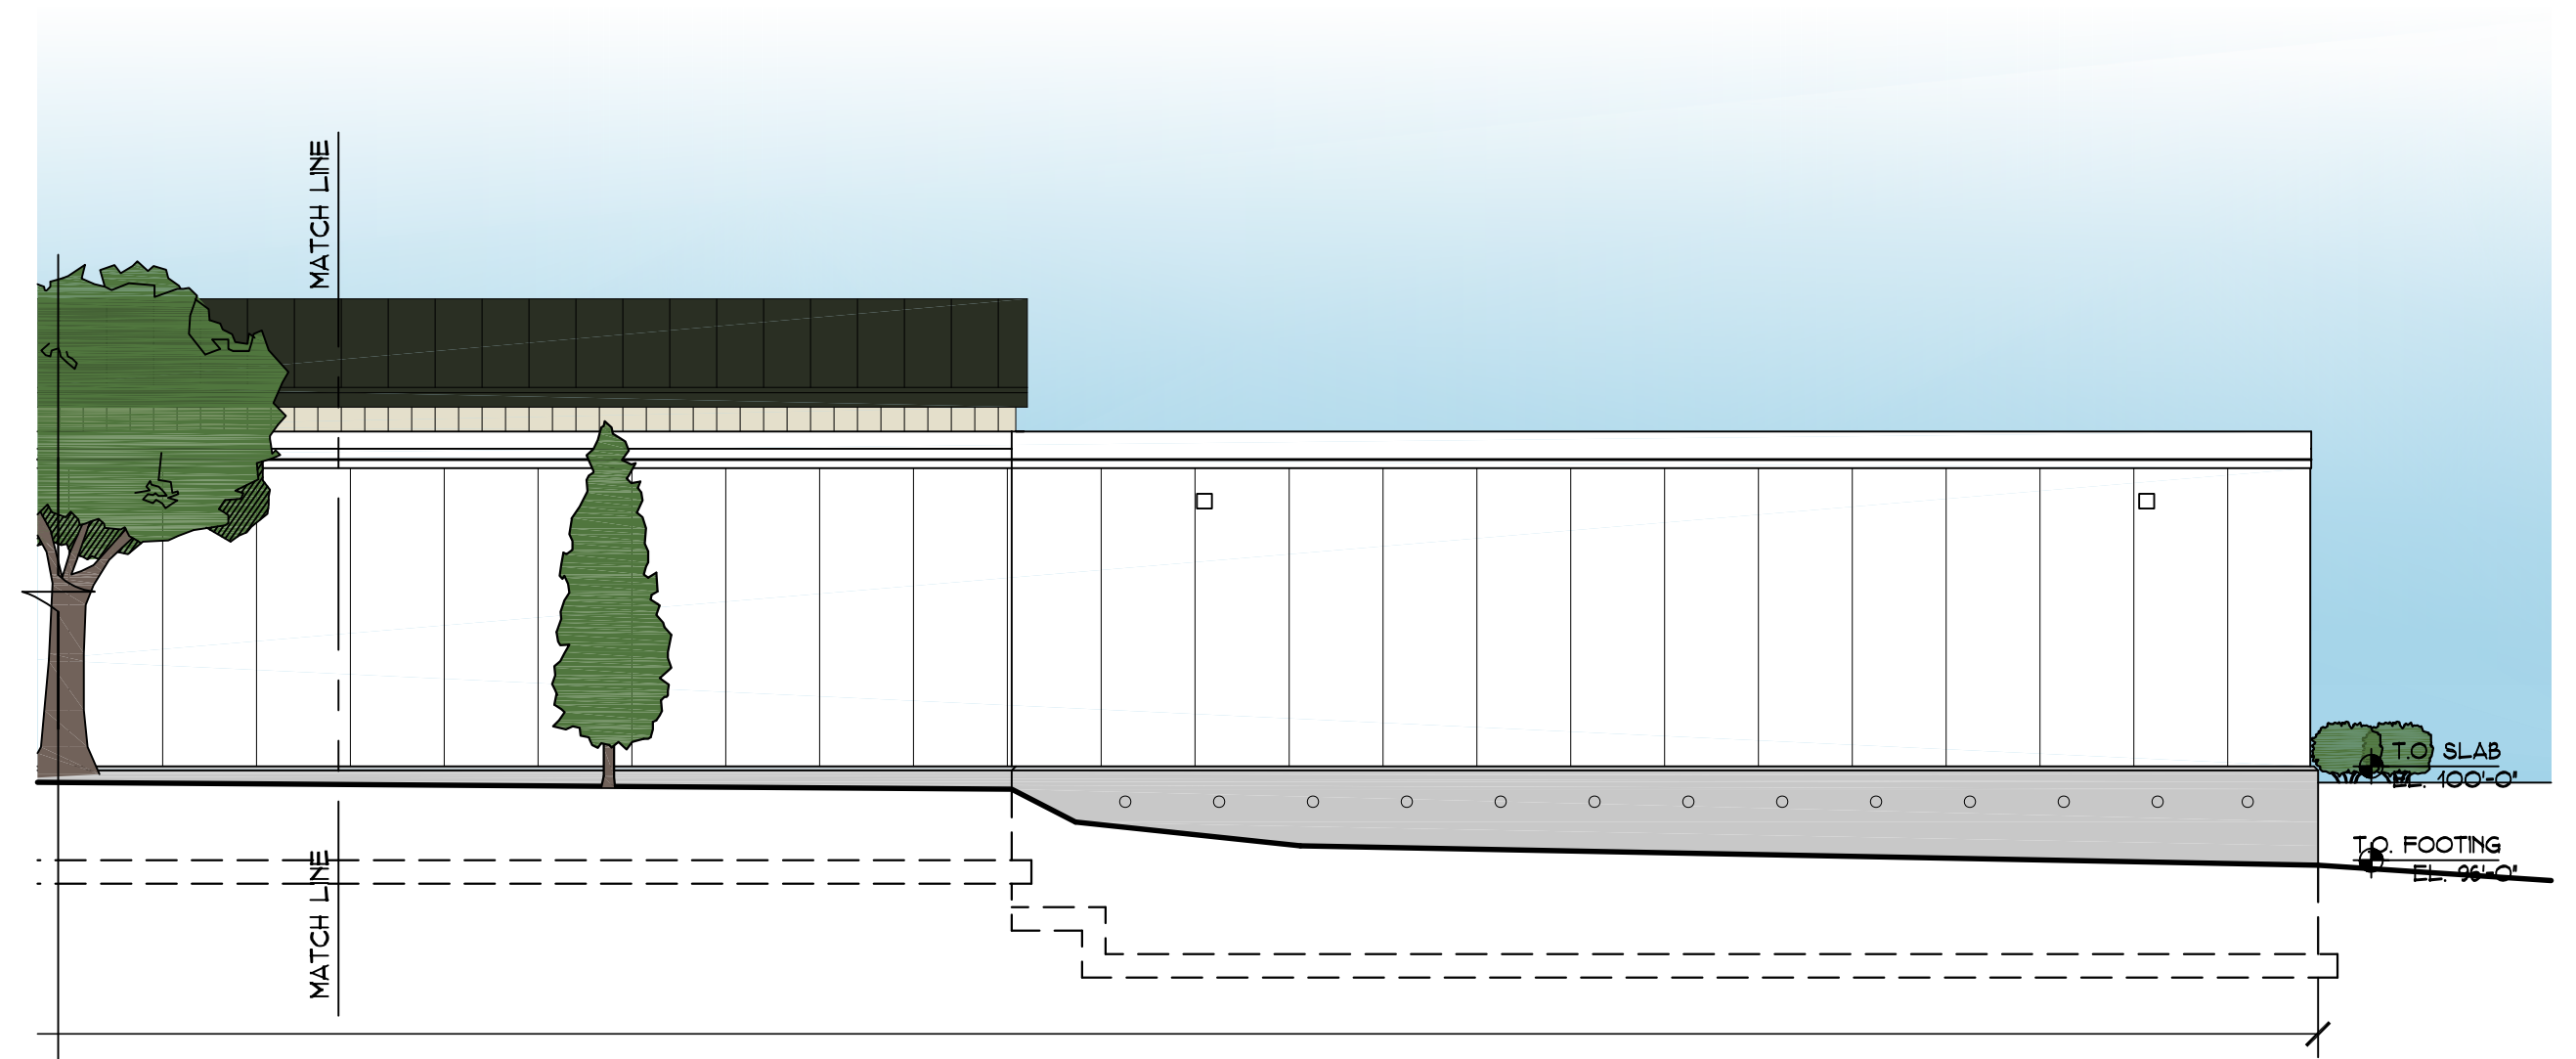 MATCH LINE
T.O. SLAB
EL. 100'-0"
T.O. FOOTING
EL. 96'-0"
MATCH LINE